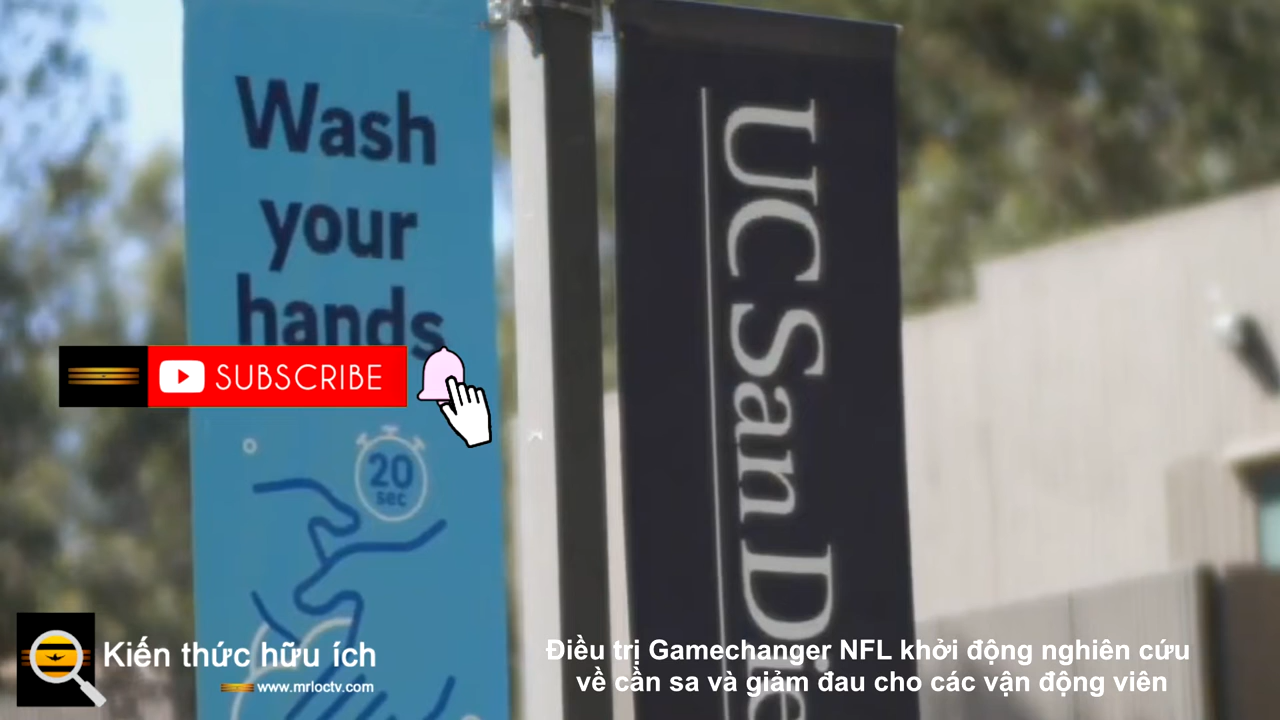 Wash
your
hands
20
sec
UC San Die
SUBSCRIBE
Kiến thức hữu ích
www.mrloctv.com
Điều trị Gamechanger NFL khởi động nghiên cứu
về cần sa và giảm đau cho các vận động viên